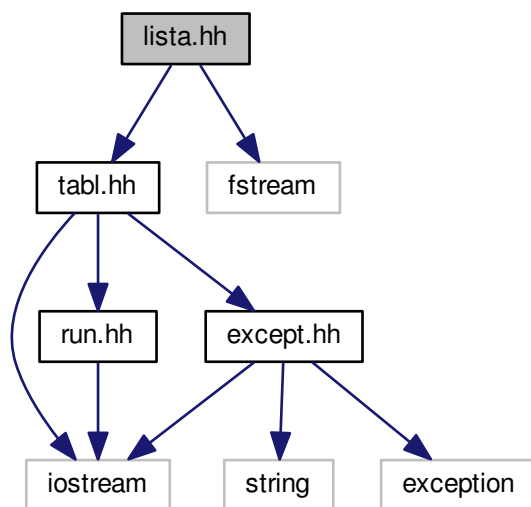 lista.hh
tabl.hh
fstream
run.hh
except.hh
iostream
string
exception